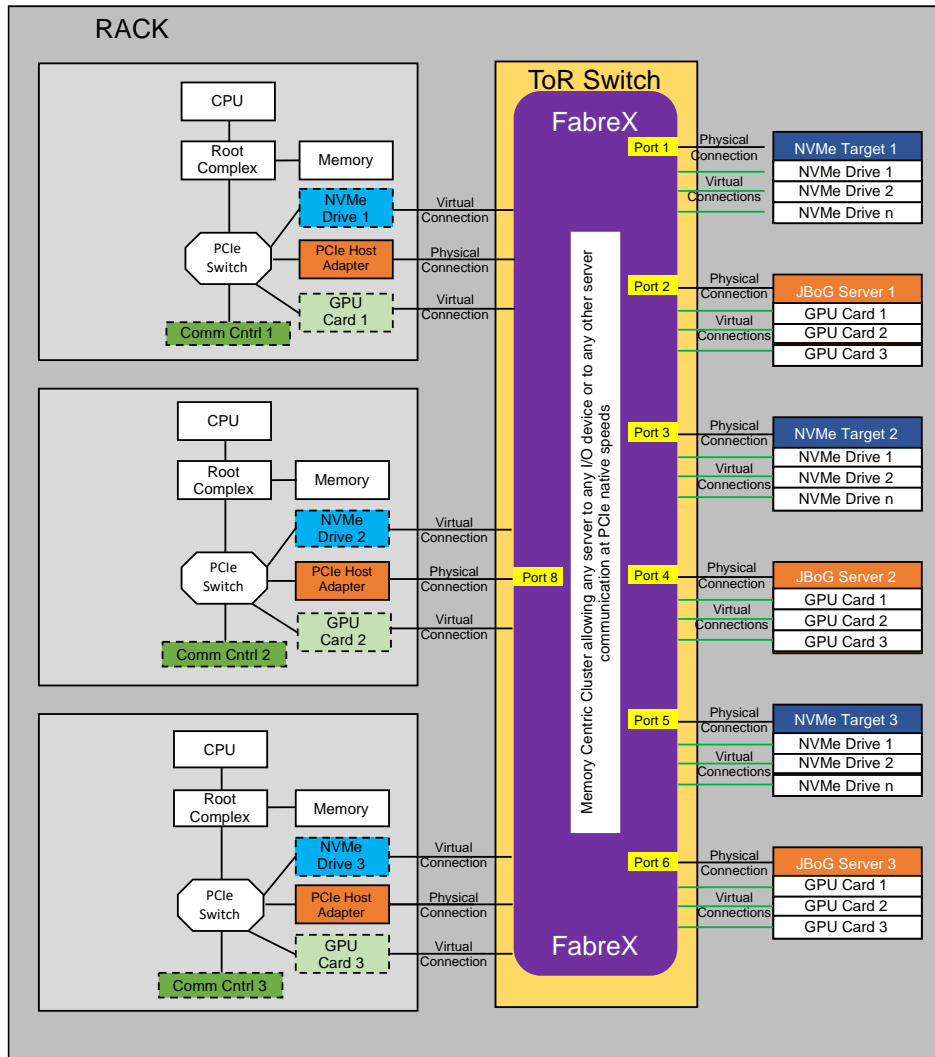 RACK
CPU
Root
Complex
Memory
NVMe
Drive 1
PCIe
Switch
PCIe Host
Adapter
GPU
Card 1
Comm Cntrl 1
Virtual
Connection
Physical
Connection
Virtual
Connection
CPU
Root
Complex
Memory
NVMe
Drive 2
PCIe
Switch
PCIe Host
Adapter
GPU
Card 2
Comm Cntrl 2
Virtual
Connection
Physical
Connection
Virtual
Connection
CPU
Root
Complex
Memory
NVMe
Drive 3
PCIe
Switch
PCIe Host
Adapter
GPU
Card 3
Comm Cntrl 3
Virtual
Connection
Physical
Connection
Virtual
Connection
ToR Switch
FabreX
Memory Centric Cluster allowing any server to any I/O device or to any other server
communication at PCIe native speeds
Port 8
FabreX
Port 1
Physical
Connection
Virtual
Connections
NVMe Target 1
NVMe Drive 1
NVMe Drive 2
NVMe Drive n
Port 2
Physical
Connection
Virtual
Connections
JBoG Server 1
GPU Card 1
GPU Card 2
GPU Card 3
Port 3
Physical
Connection
Virtual
Connections
NVMe Target 2
NVMe Drive 1
NVMe Drive 2
NVMe Drive n
Port 4
Physical
Connection
Virtual
Connections
JBoG Server 2
GPU Card 1
GPU Card 2
GPU Card 3
Port 5
Physical
Connection
Virtual
Connections
NVMe Target 3
NVMe Drive 1
NVMe Drive 2
NVMe Drive n
Port 6
Physical
Connection
Virtual
Connections
JBoG Server 3
GPU Card 1
GPU Card 2
GPU Card 3